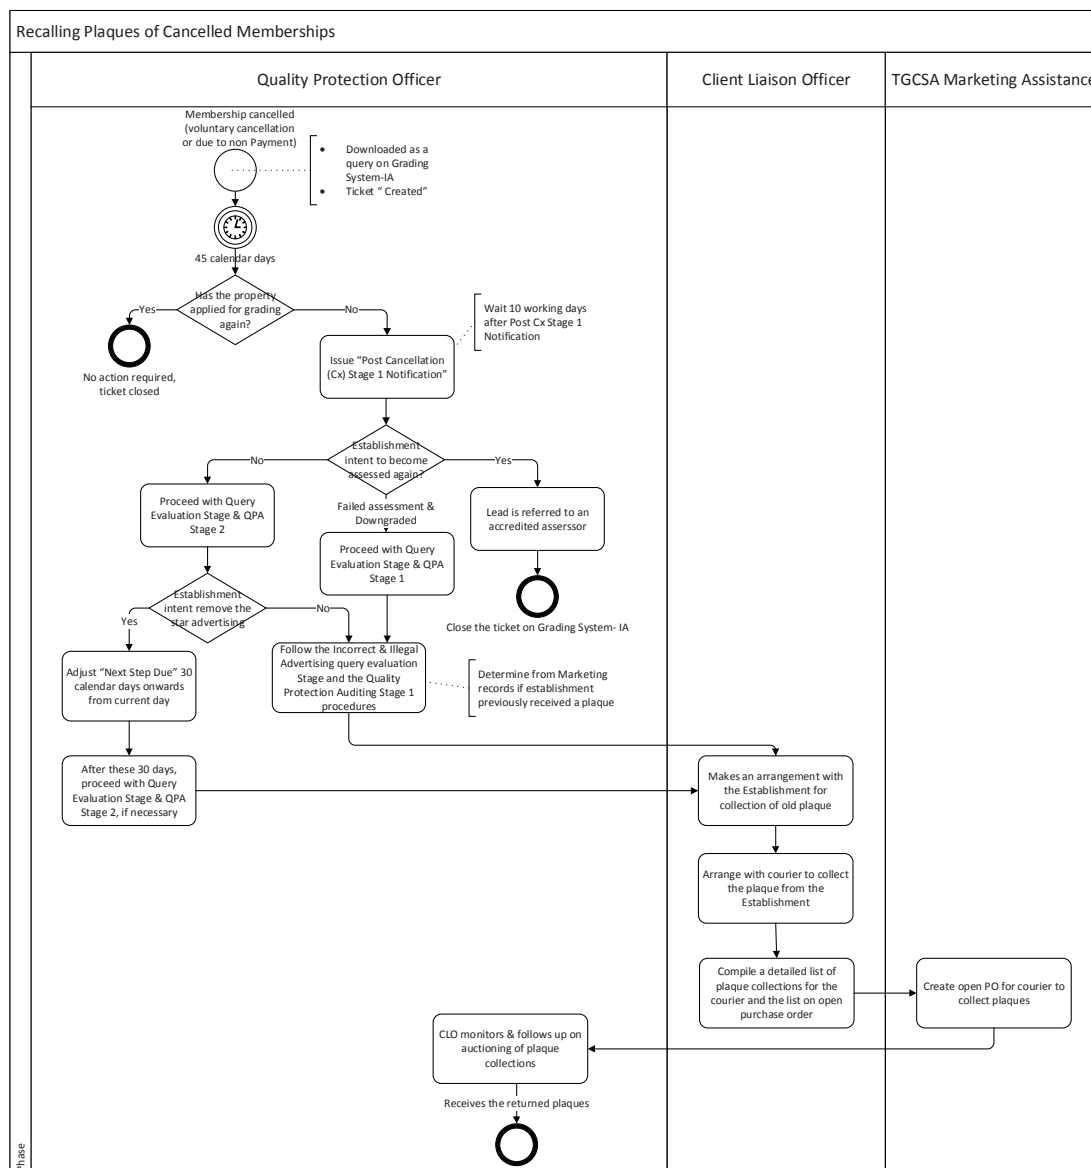 Recalling Plaques of Cancelled Memberships
Quality Protection Officer
Client Liaison Officer
TGCSA Marketing Assistance
Membership cancelled
(voluntary cancellation
or due to non Payment)
• Downloaded as a
query on Grading
System-IA
• Ticket “ Created”
45 calendar days
Has the property
applied for grading
again?
Yes
No
No action required,
ticket closed
Wait 10 working days
after Post Cx Stage 1
Notification
Issue “Post Cancellation
(Cx) Stage 1 Notification”
Establishment
intent to become
assessed again?
No
Yes
Failed assessment &
Downgraded
Proceed with Query
Evaluation Stage & QPA
Stage 2
Proceed with Query
Evaluation Stage & QPA
Stage 1
Lead is referred to an
accredited asserssor
Close the ticket on Grading System- IA
Establishment
intent remove the
star advertising
Yes
No
Adjust “Next Step Due” 30
calendar days onwards
from current day
Follow the Incorrect & Illegal
Advertising query evaluation
Stage and the Quality
Protection Auditing Stage 1
procedures
Determine from Marketing
records if establishment
previously received a plaque
After these 30 days,
proceed with Query
Evaluation Stage & QPA
Stage 2, if necessary
Makes an arrangement with
the Establishment for
collection of old plaque
Arrange with courier to collect
the plaque from the
Establishment
Compile a detailed list of
plaque collections for the
courier and the list on open
purchase order
Create open PO for courier to
collect plaques
CLO monitors & follows up on
auctioning of plaque
collections
Receives the returned plaques
Phase